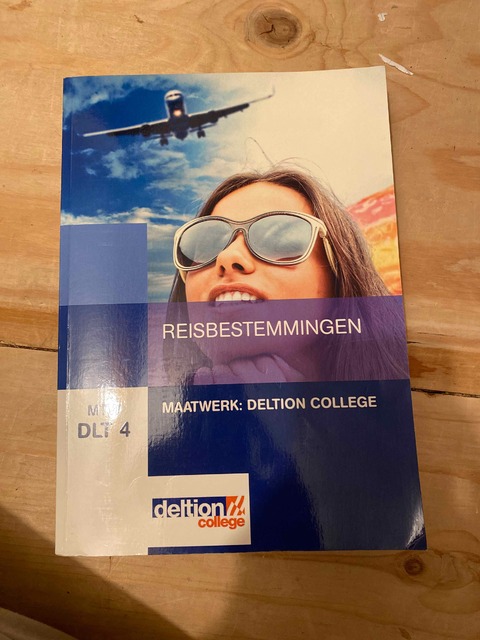 REISBESTEMMINGEN
MAATWERK: DELTION COLLEGE
DLT 4
deltion
college